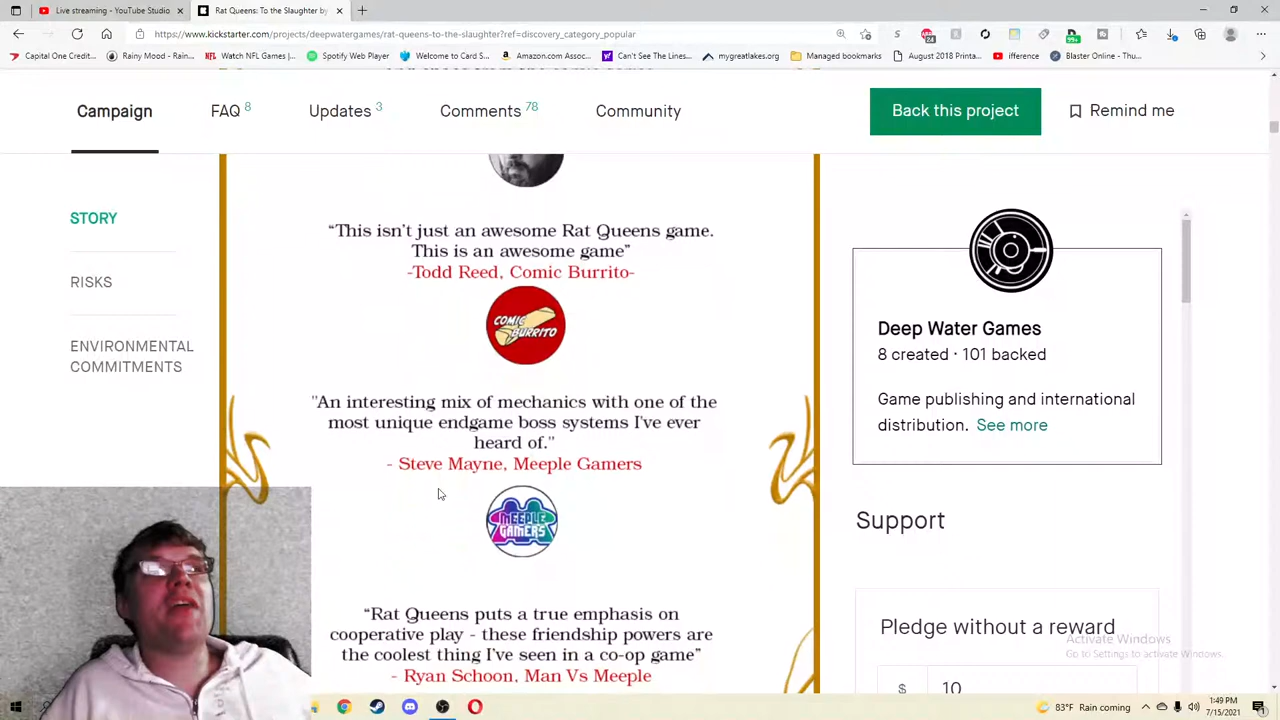 Live streaming - YouTube Studio
Rat Queens: To the Slaughter by
https://www.kickstarter.com/projects/deepwatergames/rat-queens-to-the-slaughter?ref=discovery_category_popular
Capital One Credit...
Rainy Mood - Rain...
Watch NFL Games |...
Spotify Web Player
Welcome to Card S...
Amazon.com Assoc...
Can't See The Lines...
mygreatlakes.org
Managed bookmarks
August 2018 Printa...
ifference
Blaster Online - Thu...
Campaign
FAQ 8
Updates 3
Comments 78
Community
Back this project
Remind me
STORY
RISKS
ENVIRONMENTAL
COMMITMENTS
“This isn't just an awesome Rat Queens game.
This is an awesome game”
-Todd Reed, Comic Burrito-
COMIC
BURRITO
"An interesting mix of mechanics with one of the
most unique endgame boss systems I've ever
heard of."
- Steve Mayne, Meeple Gamers
MEEPLE
GAMERS
“Rat Queens puts a true emphasis on
cooperative play - these friendship powers are
the coolest thing I've seen in a co-op game”
- Ryan Schoon, Man Vs Meeple
Deep Water Games
8 created · 101 backed
Game publishing and international
distribution. See more
Support
Pledge without a reward
$ 10
Activate Windows
Go to Settings to activate Windows.
83°F Rain coming
1:49 PM
7/15/2021